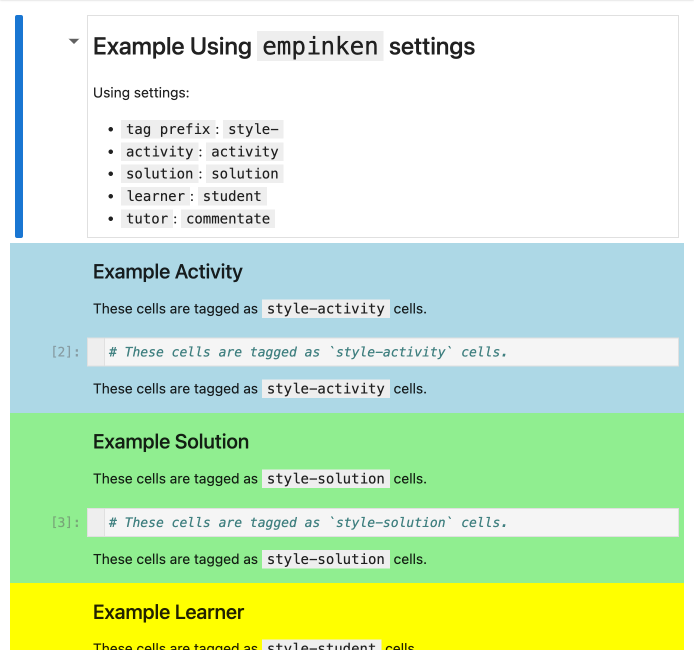 Example Using empinken settings
Using settings:
• tag prefix: style-
• activity: activity
• solution: solution
• learner: student
• tutor: commentate
Example Activity
These cells are tagged as style-activity cells.
[2]: # These cells are tagged as `style-activity` cells.
These cells are tagged as style-activity cells.
Example Solution
These cells are tagged as style-solution cells.
[3]: # These cells are tagged as `style-solution` cells.
These cells are tagged as style-solution cells.
Example Learner
These cells are tagged as style-student cells